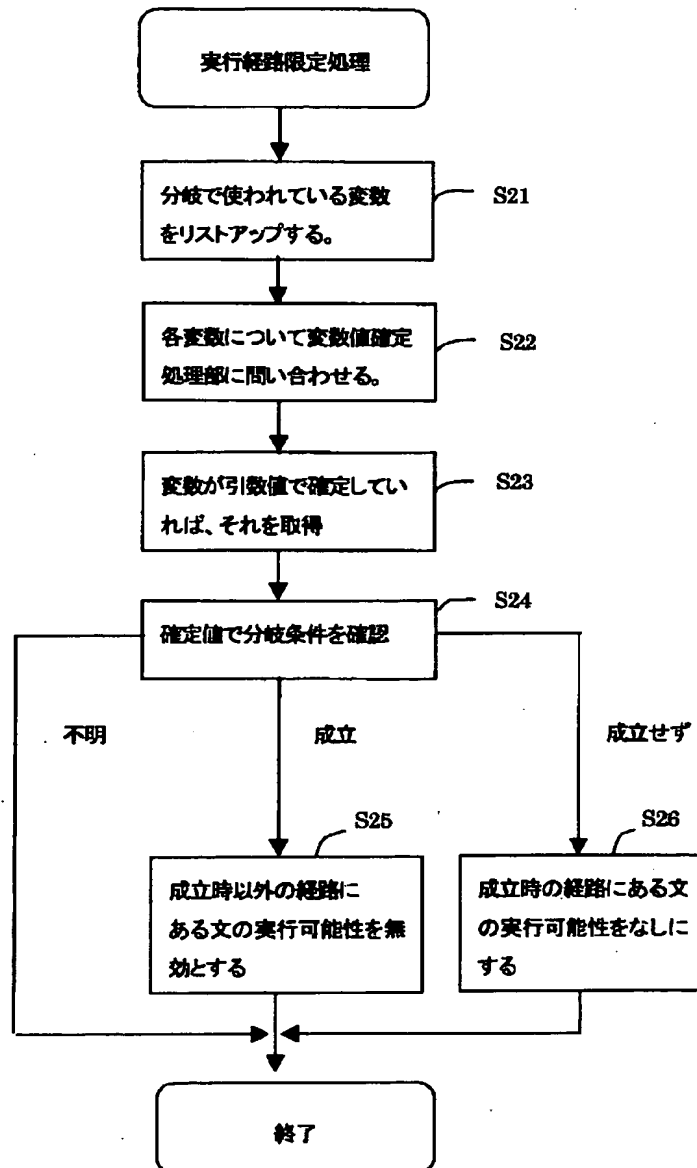 実行経路限定処理
分岐で使われている変数
をリストアップする。
S21
各変数について変数値確定
処理部に問い合わせる。
S22
変数が引数値で確定してい
れば、それを取得
S23
確定値で分岐条件を確認
S24
不明
成立
成立せず
S25
成立時以外の経路に
ある文の実行可能性を無
効とする
S26
成立時の経路にある文
の実行可能性をなしに
する
終了